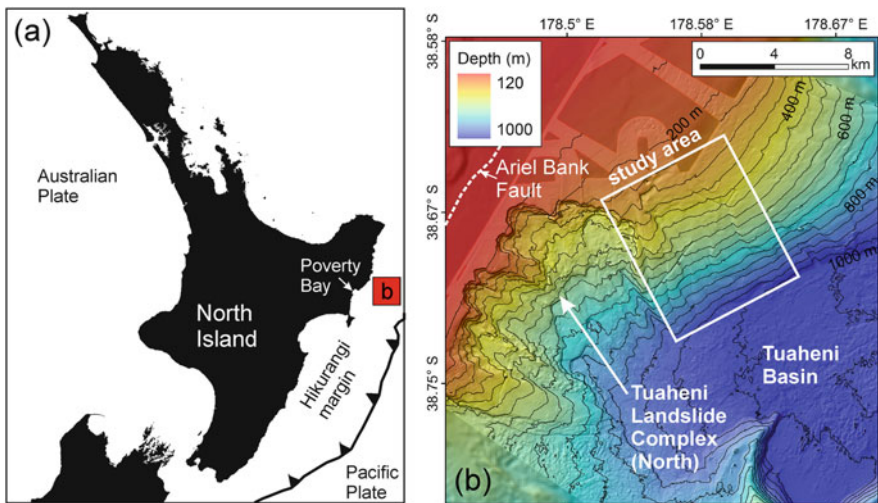 (a)
Australian
Plate
Poverty
Bay
b
North
Island
Hikurangi
margin
Pacific
Plate
178.5° E
178.58° E
178.67° E
38.58° S
38.67° S
38.75° S
Depth (m)
120
1000
0 4 8
km
200 m
400 m
600 m
800 m
1000 m
study area
Ariel Bank
Fault
Tuaheni
Basin
Tuaheni
Landslide
Complex
(North)
(b)